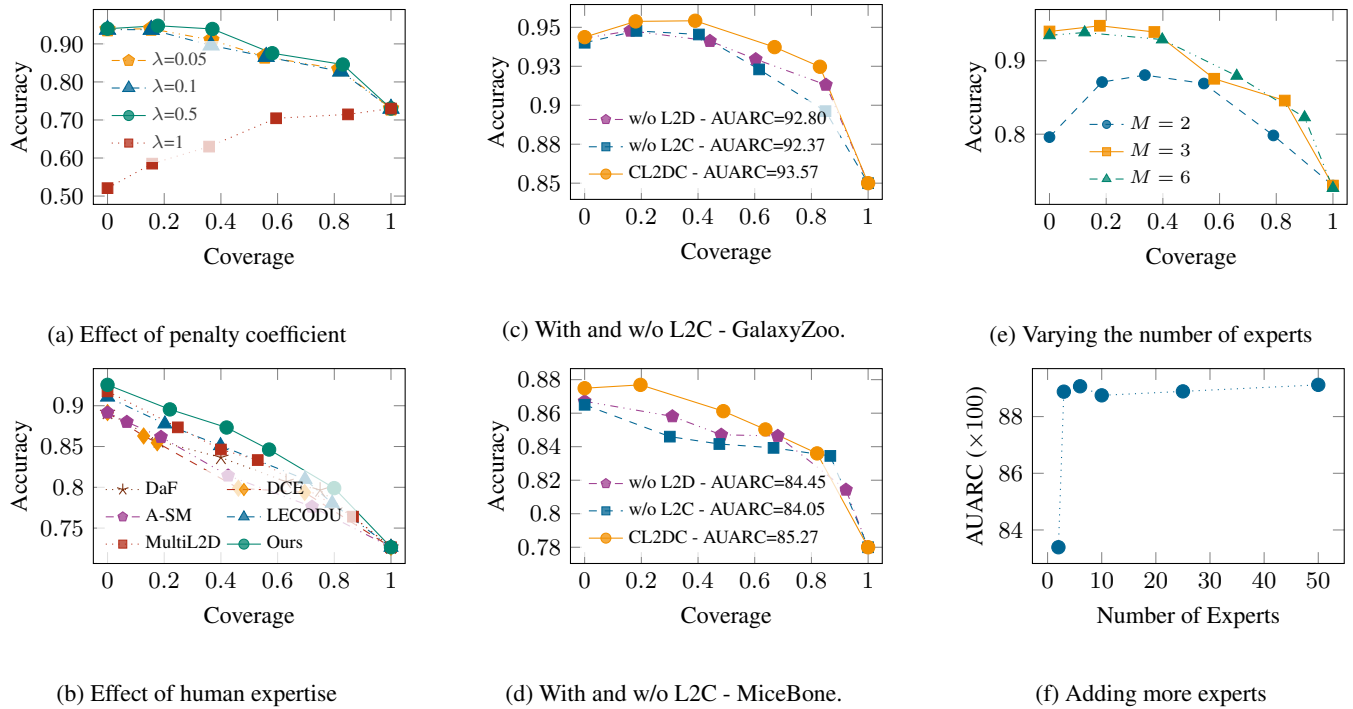 0.90
0.80
0.70
0.60
0.50
Accuracy
λ=0.05
λ=0.1
λ=0.5
λ=1
0 0.2 0.4 0.6 0.8 1
Coverage
(a) Effect of penalty coefficient
0.95
0.93
0.9
0.88
0.85
Accuracy
w/o L2D - AUARC=92.80
w/o L2C - AUARC=92.37
CL2DC - AUARC=93.57
0 0.2 0.4 0.6 0.8 1
Coverage
(c) With and w/o L2C - GalaxyZoo.
0.9
0.8
Accuracy
M = 2
M = 3
M = 6
0 0.2 0.4 0.6 0.8 1
Coverage
(e) Varying the number of experts
0.9
0.85
0.8
0.75
Accuracy
DaF DCE
A-SM LECODU
MultiL2D Ours
0 0.2 0.4 0.6 0.8 1
Coverage
(b) Effect of human expertise
0.88
0.86
0.84
0.82
0.80
0.78
Accuracy
w/o L2D - AUARC=84.45
w/o L2C - AUARC=84.05
CL2DC - AUARC=85.27
0 0.2 0.4 0.6 0.8 1
Coverage
(d) With and w/o L2C - MiceBone.
88
86
84
AUARC (×100)
0 10 20 30 40 50
Number of Experts
(f) Adding more experts